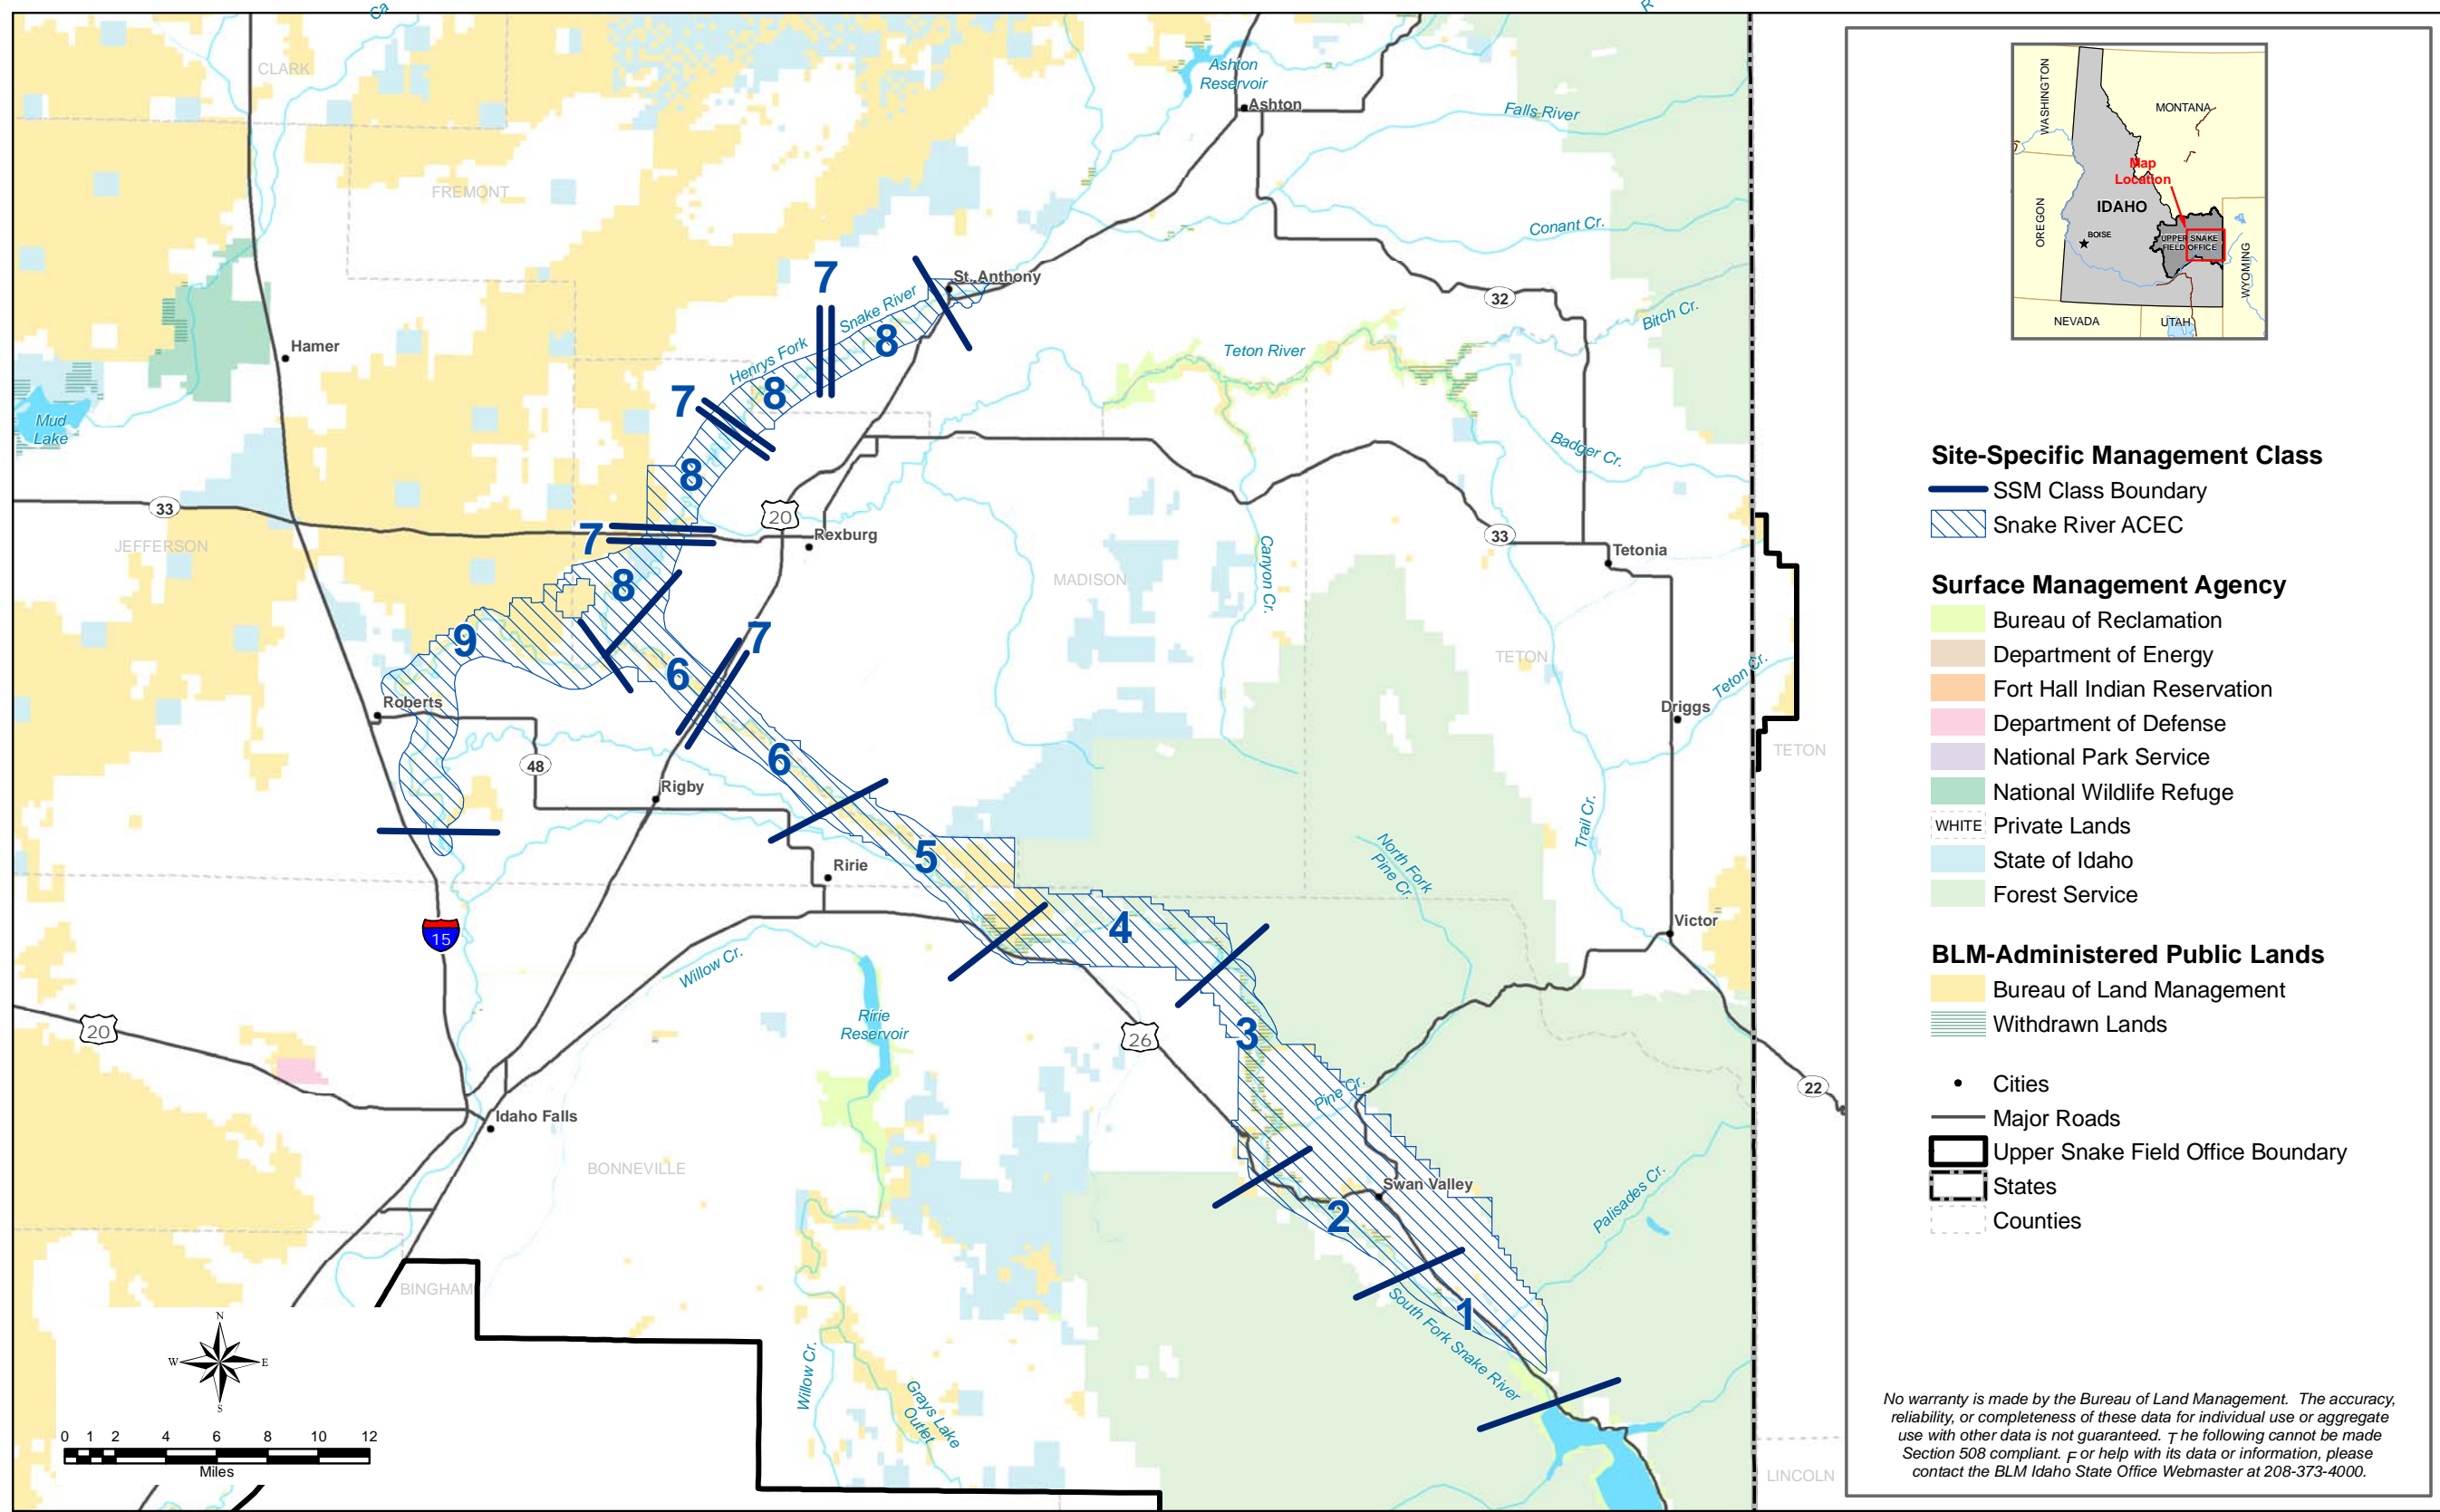 Ca
R
CLARK
Ashton
Reservoir
Ashton
Falls River
FREMONT
Conant Cr.
St. Anthony
7
Snake River
8
32
Bitch Cr.
Hamer
Henrys Fork
Teton River
7
8
Mud
Lake
Badger Cr.
8
33
20
JEFFERSON
7
Rexburg
33
Tetonia
Canyon Cr.
MADISON
8
9
7
6
TETON
Teton Cr.
Roberts
Driggs
TETON
48
6
Rigby
Trail Cr.
North Fork
Pine Cr.
5
Ririe
15
4
Victor
Willow Cr.
20
Ririe
Reservoir
26
3
22
Pine Cr.
Idaho Falls
BONNEVILLE
Swan Valley
Palisades Cr.
2
BINGHAM
1
South Fork Snake River
Willow Cr.
Grays Lake
Outlet
LINCOLN
N
W E
S
0 1 2 4 6 8 10 12
Miles
WASHINGTON
MONTANA
Map
Location
OREGON
IDAHO
BOISE
UPPER SNAKE
FIELD OFFICE
WYOMING
NEVADA
UTAH
Site-Specific Management Class
SSM Class Boundary
Snake River ACEC
Surface Management Agency
Bureau of Reclamation
Department of Energy
Fort Hall Indian Reservation
Department of Defense
National Park Service
National Wildlife Refuge
WHITE Private Lands
State of Idaho
Forest Service
BLM-Administered Public Lands
Bureau of Land Management
Withdrawn Lands
Cities
Major Roads
Upper Snake Field Office Boundary
States
Counties
No warranty is made by the Bureau of Land Management. The accuracy,
reliability, or completeness of these data for individual use or aggregate
use with other data is not guaranteed. The following cannot be made
Section 508 compliant. For help with its data or information, please
contact the BLM Idaho State Office Webmaster at 208-373-4000.